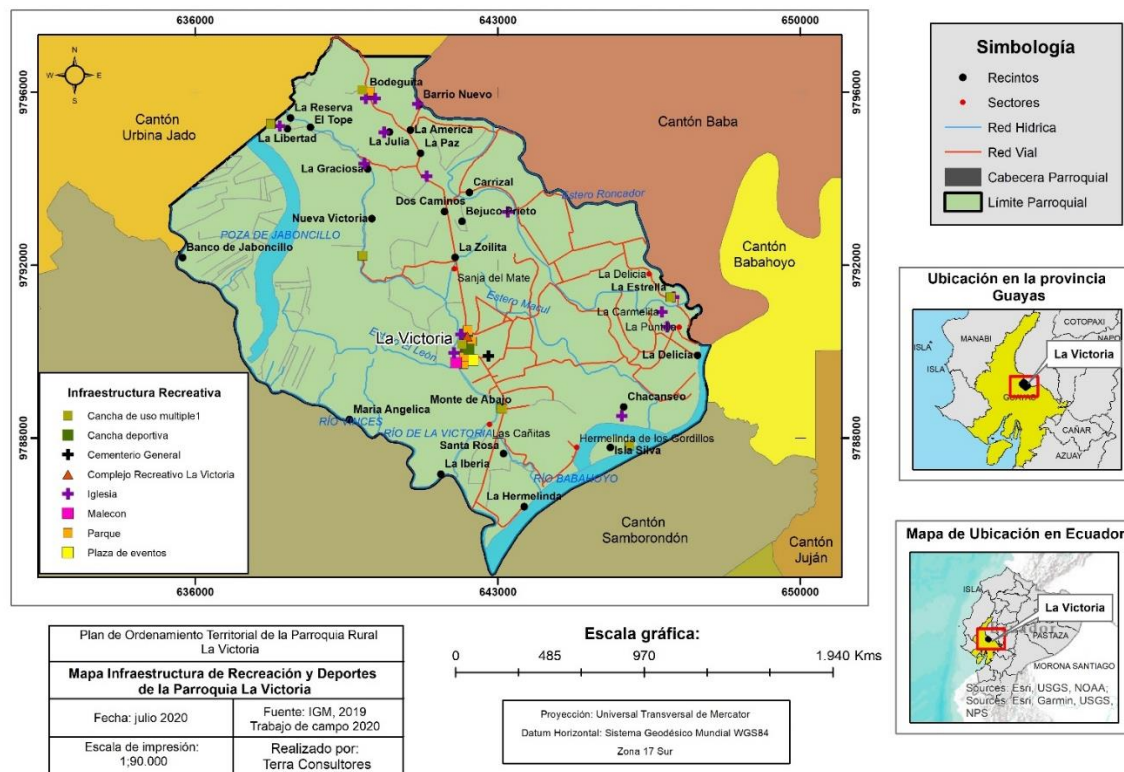 636000
643000
650000
9796000
9792000
9788000
N
W
E
S
Cantón
Urbina Jado
Cantón Baba
Cantón
Babahoyo
Cantón
Samborondón
Cantón
Juján
Bodeguita
Barrio Nuevo
La Reserva
El Tope
La Libertad
La America
La Julia
La Paz
La Graciosa
Carrizal
Estero Roncador
Dos Caminos
Bejuco Prieto
Nueva Victoria
POZA DE JABONCILLO
Banco de Jaboncillo
La Zoilita
Sanja del Mate
La Delicia
La Estrella
Estero Macul
La Carmelita
La Puntilla
La Victoria
El León
La Delicia
Monte de Abajo
Chacanseo
Maria Angelica
RÍO VINCES
RÍO DE LA VICTORIA
Las Cañitas
Hermelinda de los Gordillos
Santa Rosa
Isla Silva
La Iberia
RÍO BABAHOYO
La Hermelinda
Infraestructura Recreativa
Cancha de uso multiple1
Cancha deportiva
Cementerio General
Complejo Recreativo La Victoria
Iglesia
Malecon
Parque
Plaza de eventos
636000
643000
650000
Simbología
Recintos
Sectores
Red Hidrica
Red Vial
Cabecera Parroquial
Límite Parroquial
Ubicación en la provincia
Guayas
COTOPAXI
NAPO
MANABI
ISLA
ISLA
La Victoria
CAÑAR
AZUAY
Mapa de Ubicación en Ecuador
ISLA
La Victoria
PASTAZA
MORONA SANTIAGO
Sources: Esri, USGS, NOAA;
Sources: Esri, Garmin, USGS,
NPS
Plan de Ordenamiento Territorial de la Parroquia Rural
La Victoria
Mapa Infraestructura de Recreación y Deportes
de la Parroquia La Victoria
Fecha: julio 2020
Fuente: IGM, 2019
Trabajo de campo 2020
Escala de impresión:
1;90.000
Realizado por:
Terra Consultores
Escala gráfica:
0 485 970 1.940 Kms
Proyección: Universal Transversal de Mercator
Datum Horizontal: Sistema Geodésico Mundial WGS84
Zona 17 Sur